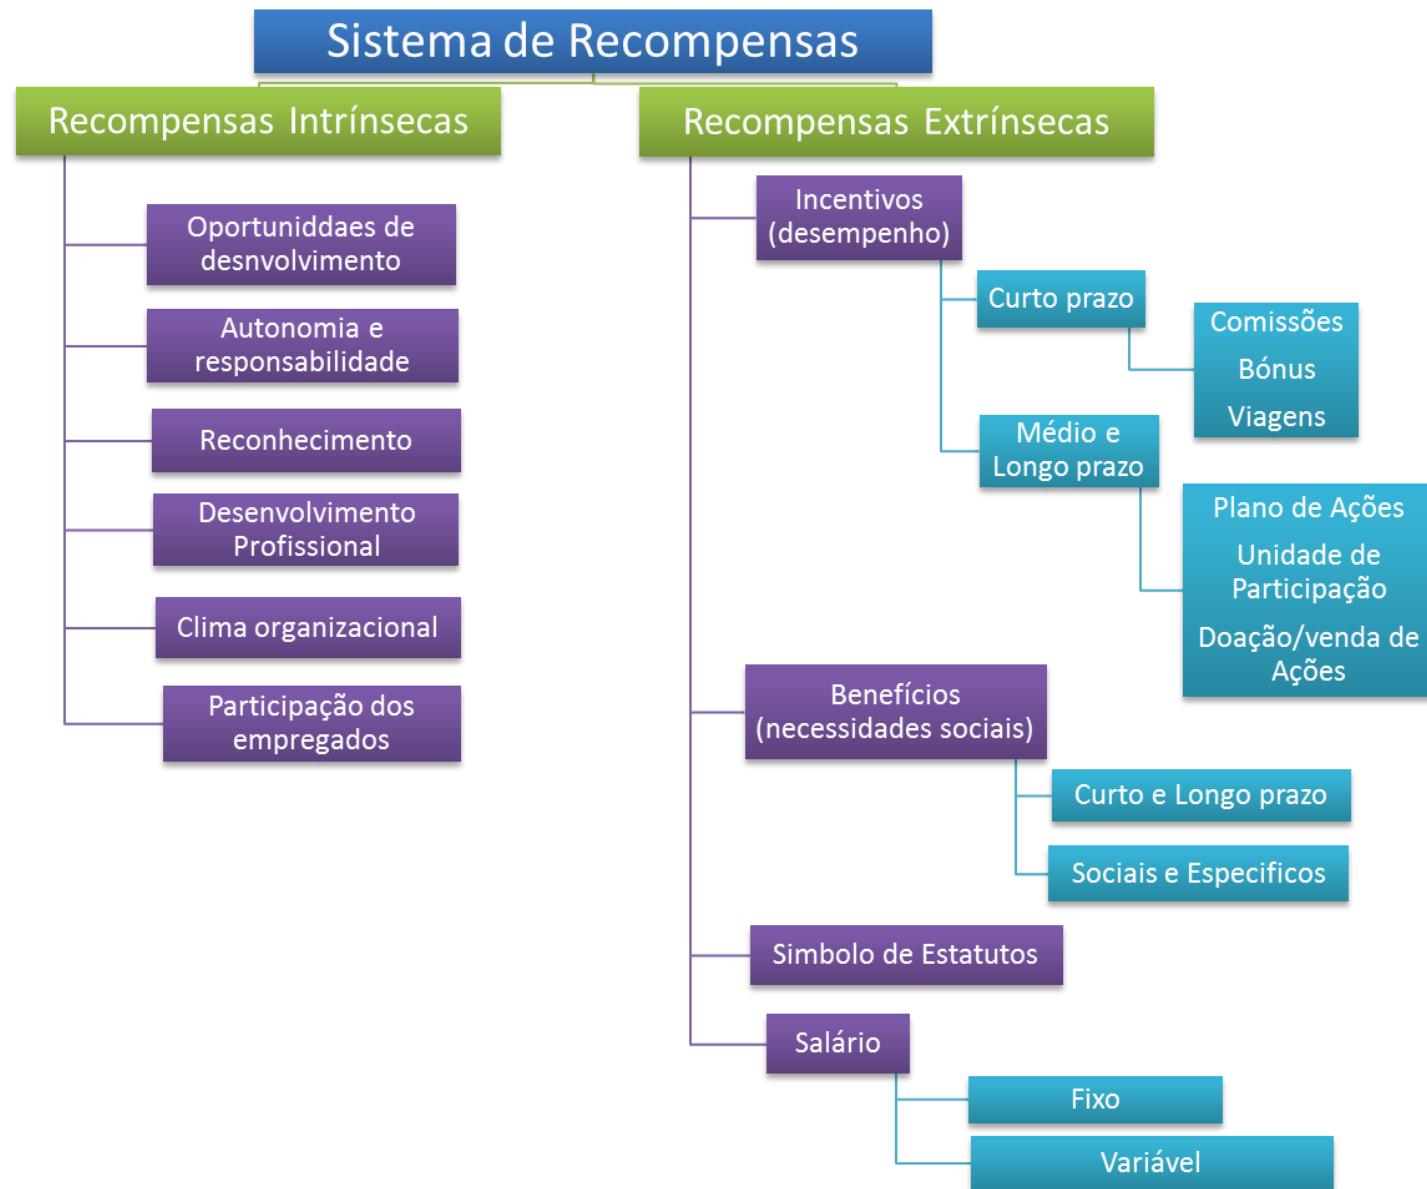 Sistema de Recompensas
Recompensas Intrínsecas
Oportuniddaes de
desnvolvimento
Autonomia e
responsabilidade
Reconhecimento
Desenvolvimento
Profissional
Clima organizacional
Participação dos
empregados
Recompensas Extrínsecas
Incentivos
(desempenho)
Curto prazo
Comissões
Bónus
Viagens
Médio e
Longo prazo
Plano de Ações
Unidade de
Participação
Doação/venda de
Ações
Benefícios
(necessidades sociais)
Curto e Longo prazo
Sociais e Especificos
Simbolo de Estatutos
Salário
Fixo
Variável